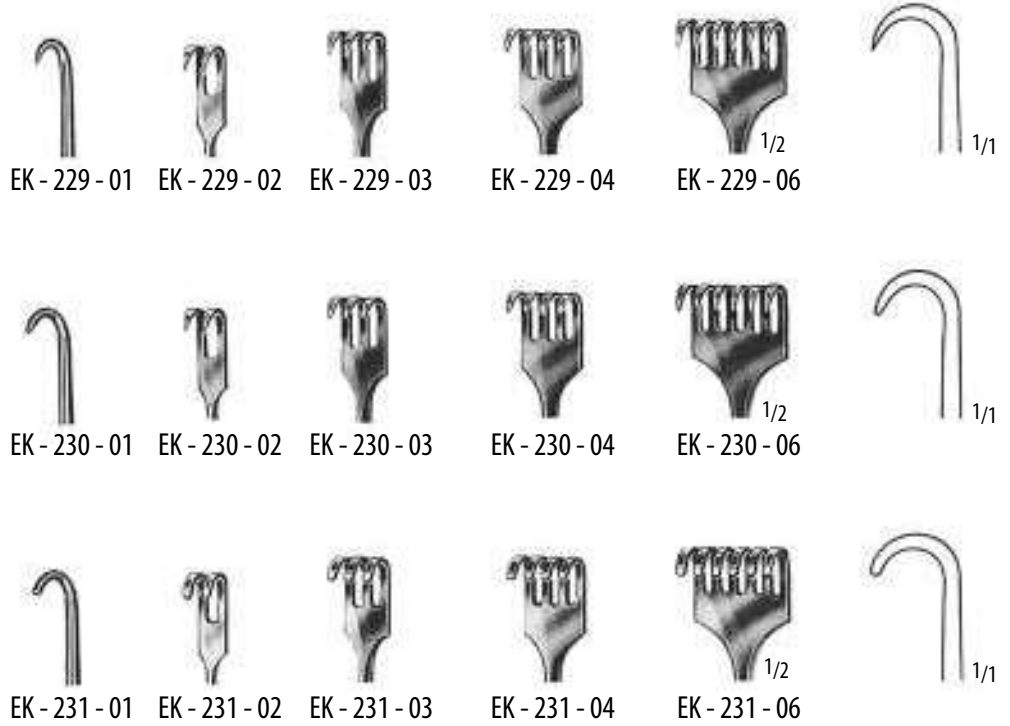 1/2 1/1
EK - 229 - 01 EK - 229 - 02 EK - 229 - 03 EK - 229 - 04 EK - 229 - 06
1/2 1/1
EK - 230 - 01 EK - 230 - 02 EK - 230 - 03 EK - 230 - 04 EK - 230 - 06
1/2 1/1
EK - 231 - 01 EK - 231 - 02 EK - 231 - 03 EK - 231 - 04 EK - 231 - 06